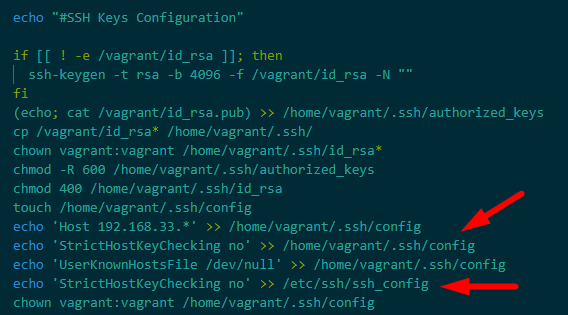 echo "#SSH Keys Configuration"
if [[ ! -e /vagrant/id_rsa ]]; then
ssh-keygen -t rsa -b 4096 -f /vagrant/id_rsa -N ""
fi
(echo; cat /vagrant/id_rsa.pub) >> /home/vagrant/.ssh/authorized_keys
cp /vagrant/id_rsa* /home/vagrant/.ssh/
chown vagrant:vagrant /home/vagrant/.ssh/id_rsa*
chmod -R 600 /home/vagrant/.ssh/authorized_keys
chmod 400 /home/vagrant/.ssh/id_rsa
touch /home/vagrant/.ssh/config
echo 'Host 192.168.33.*' >> /home/vagrant/.ssh/config
echo 'StrictHostKeyChecking no' >> /home/vagrant/.ssh/config
echo 'UserKnownHostsFile /dev/null' >> /home/vagrant/.ssh/config
echo 'StrictHostKeyChecking no' >> /etc/ssh/ssh_config
chown vagrant:vagrant /home/vagrant/.ssh/config